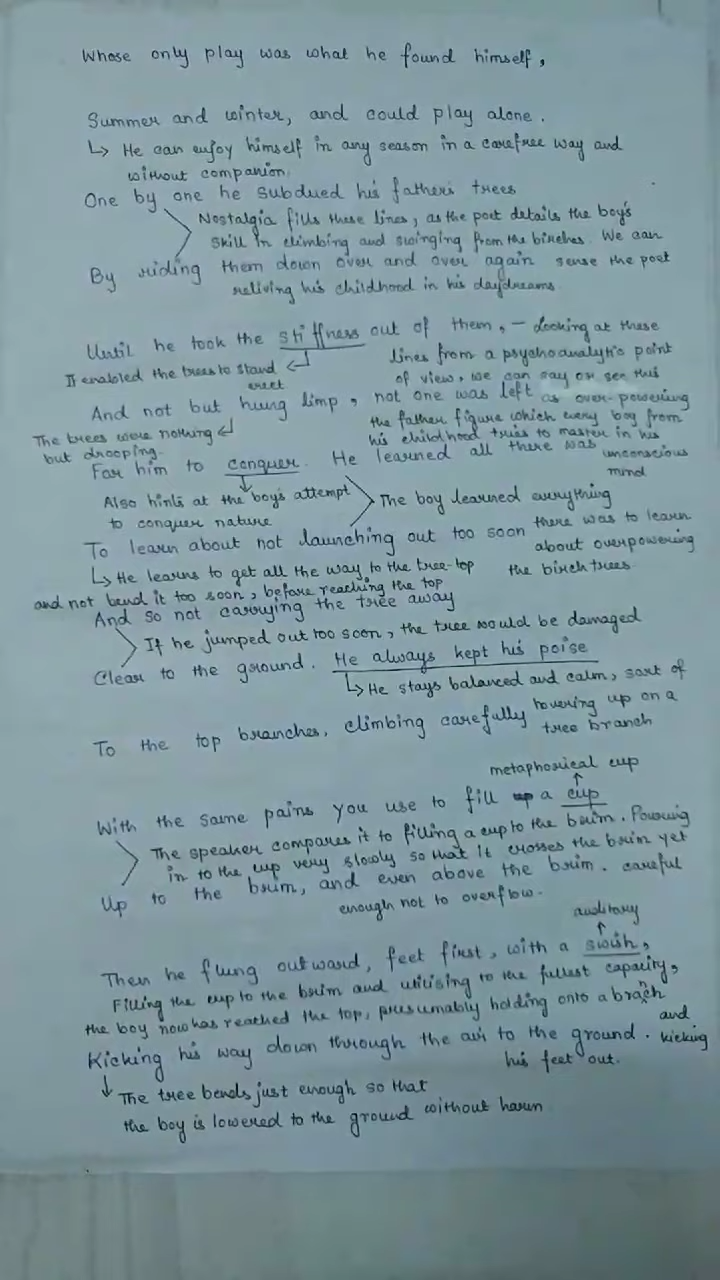 Whose only play was what he found himself,
Summer and winter, and could play alone.
↳ He can enjoy himself in any season in a carefree way and
without companion.
One by one he subdued his father's trees
Nostalgia fills these lines, as the poet details the boy's
skill in climbing and swinging from the birches. We can
By riding them down over and over again sense the poet
reliving his childhood in his daydreams.
Until he took the stiffness out of them, – Looking at these
It enabled the trees to stand erect
lines from a psychoanalytic point
of view, we can say or see this
And not but hung limp, not one was left as over-powering
The trees were nothing but drooping.
the father figure which every boy from
his childhood tries to master in his
unconscious mind
For him to conquer. He learned all there was
Also hints at the boy's attempt
to conquer nature
The boy learned everything
there was to learn
about overpowering
the birch trees.
To learn about not launching out too soon
↳ He learns to get all the way to the tree-top
and not bend it too soon, before reaching the top
And so not carrying the tree away
If he jumped out too soon, the tree would be damaged
Clear to the ground. He always kept his poise
↳ He stays balanced and calm, sort of
hovering up on a
tree branch
To the top branches, climbing carefully
metaphorical cup
With the same pains you use to fill a cup
The speaker compares it to filling a cup to the brim. Pouring
in to the cup very slowly so that it crosses the brim yet
Up to the brim, and even above the brim. careful
enough not to overflow.
auditory
Then he flung outward, feet first, with a swish,
Filling the cup to the brim and utilising to the fullest capacity,
the boy now has reached the top, presumably holding onto a branch
and kicking
his feet out.
Kicking his way down through the air to the ground.
↓ The tree bends just enough so that
the boy is lowered to the ground without harm